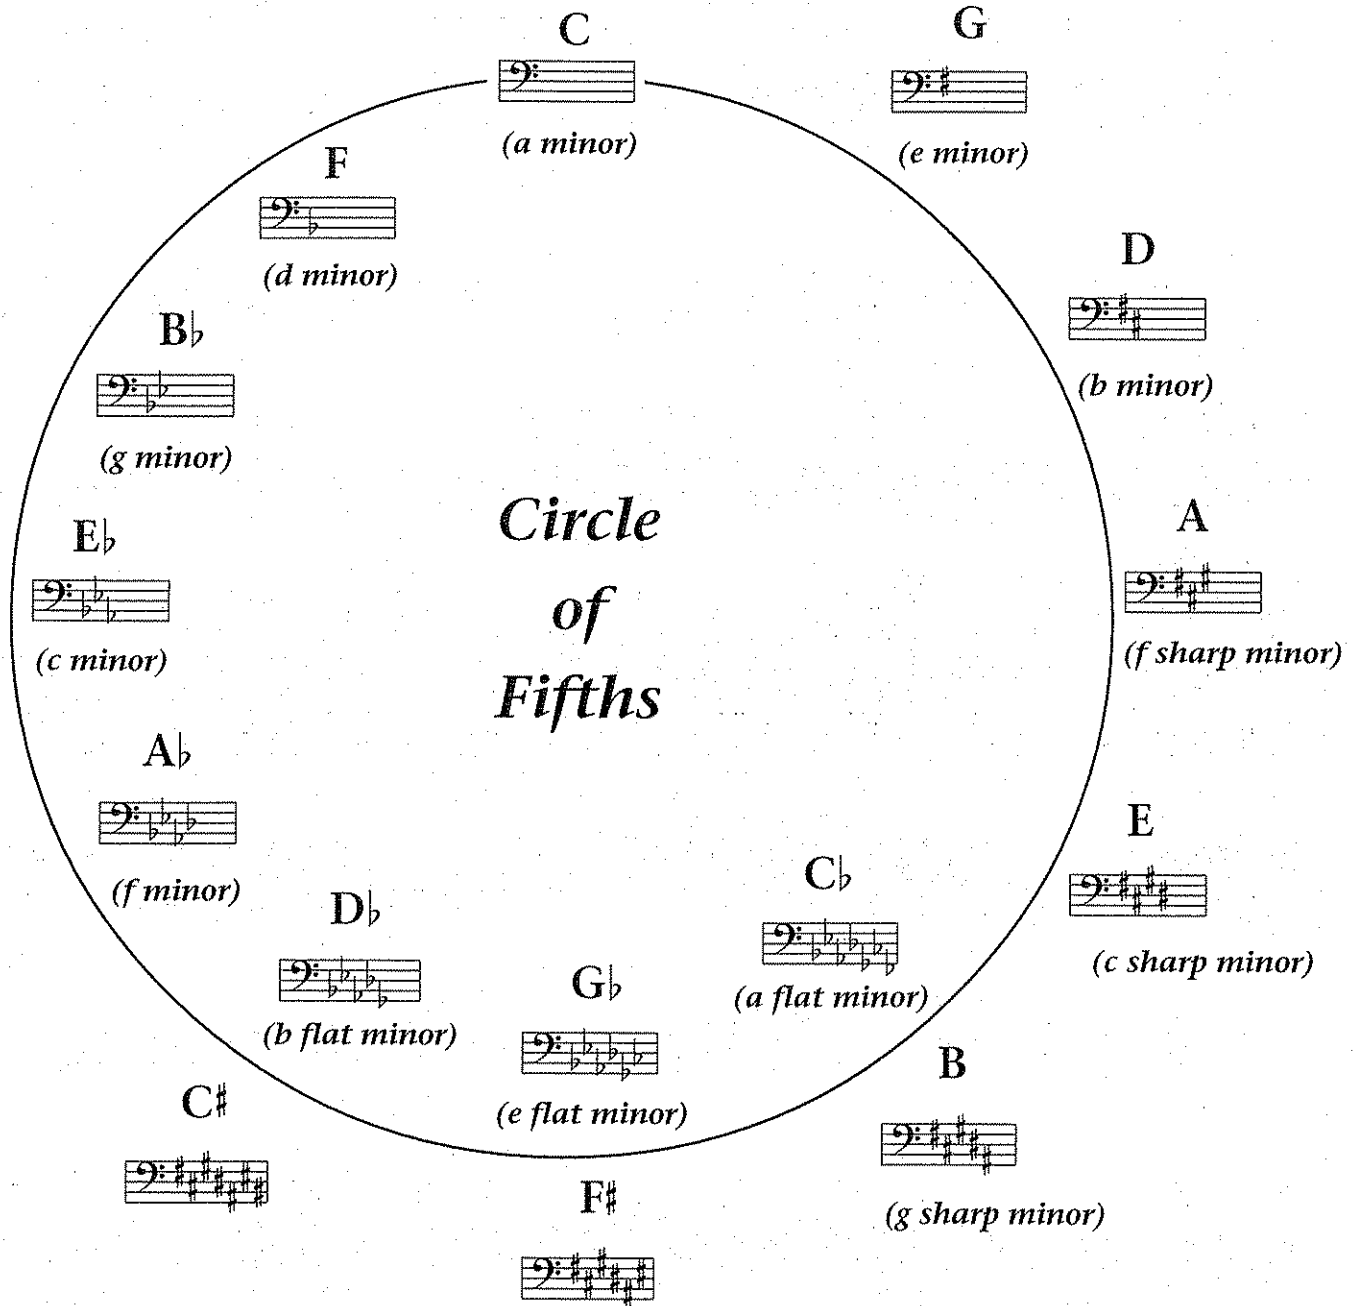 C
(a minor)
G
(e minor)
D
(b minor)
A
(f sharp minor)
E
(c sharp minor)
B
(g sharp minor)
F♯
C♯
F
(d minor)
B♭
(g minor)
E♭
(c minor)
A♭
(f minor)
D♭
(b flat minor)
G♭
(e flat minor)
C♭
(a flat minor)
Circle
of
Fifths